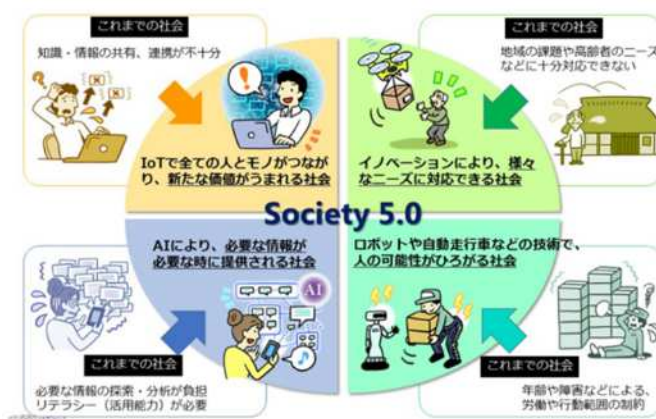 これまでの社会
知識・情報の共有、連携が不十分
IoTで全ての人とモノがつなが
り、新たな価値がうまれる社会
これまでの社会
地域の課題や高齢者のニーズ
などに十分対応できない
イノベーションにより、様々
なニーズに対応できる社会
Society 5.0
AIにより、必要な情報が
必要な時に提供される社会
AI
これまでの社会
必要な情報の探索・分析が負担
リテラシー（活用能力）が必要
ロボットや自動走行車などの技術で、
人の可能性がひろがる社会
これまでの社会
年齢や障害などによる、
労働や行動範囲の制約